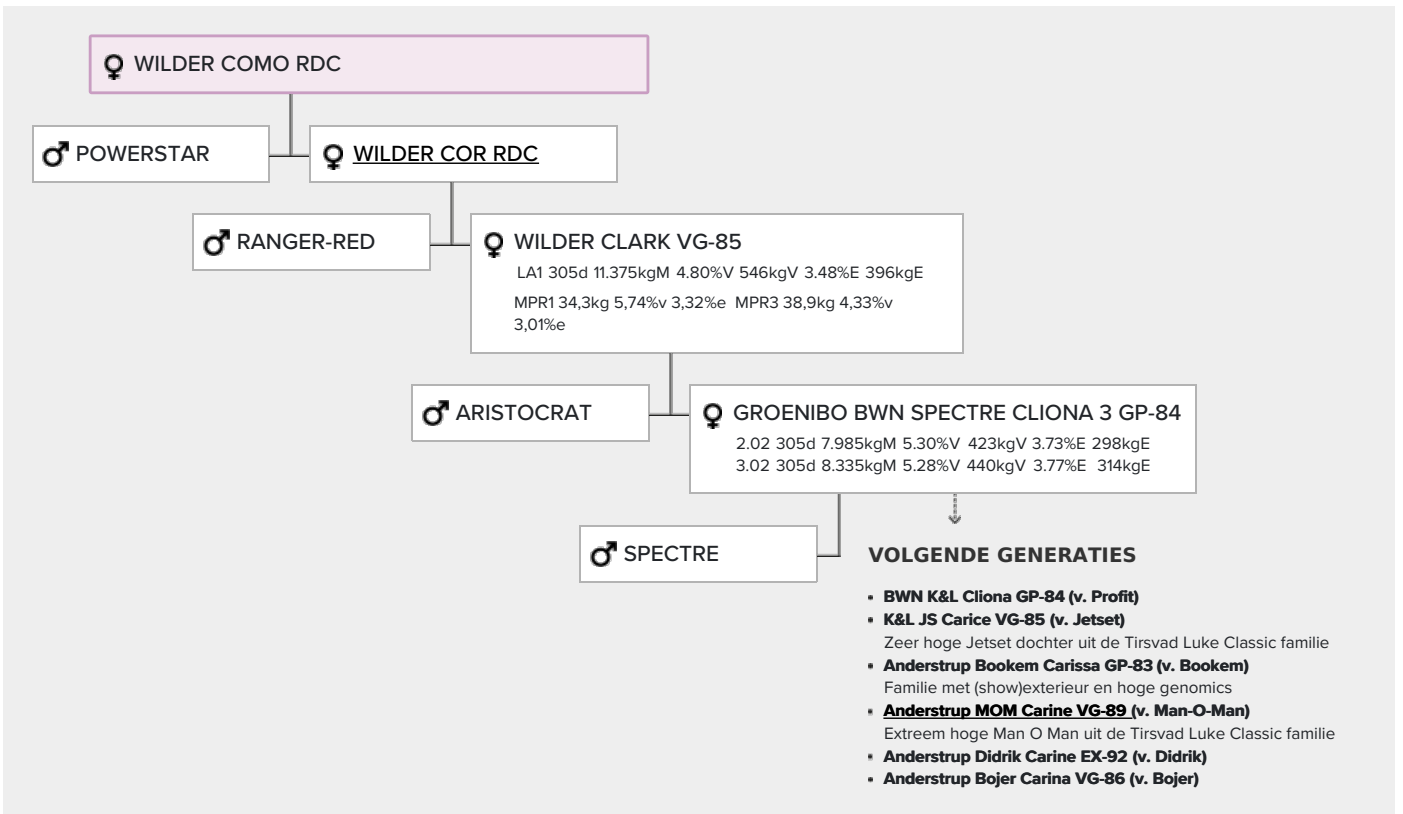 WILDER COMO RDC
POWERSTAR
WILDER COR RDC
RANGER-RED
WILDER CLARK VG-85
LA1 305d 11.375kgM 4.80%V 546kgV 3.48%E 396kgE
MPR1 34,3kg 5,74%v 3,32%e MPR3 38,9kg 4,33%v
3,01%e
ARISTOCRAT
GROENIBO BWN SPECTRE CLIONA 3 GP-84
2.02 305d 7.985kgM 5.30%V 423kgV 3.73%E 298kgE
3.02 305d 8.335kgM 5.28%V 440kgV 3.77%E 314kgE
SPECTRE
VOLGENDE GENERATIES
• BWN K&L Cliona GP-84 (v. Profit)
• K&L JS Carice VG-85 (v. Jetset)
Zeer hoge Jetset dochter uit de Tirsvad Luke Classic familie
• Anderstrup Bookem Carissa GP-83 (v. Bookem)
Familie met (show)exterieur en hoge genomics
• Anderstrup MOM Carine VG-89 (v. Man-O-Man)
Extreem hoge Man O Man uit de Tirsvad Luke Classic familie
• Anderstrup Didrik Carine EX-92 (v. Didrik)
• Anderstrup Bojer Carina VG-86 (v. Bojer)